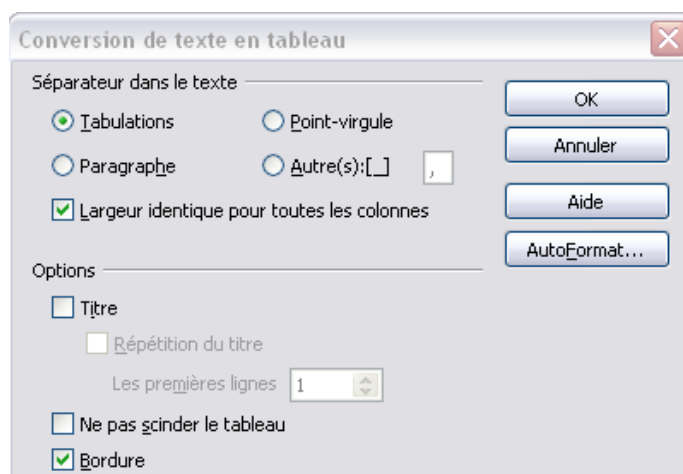 Conversion de texte en tableau
Séparateur dans le texte
OK
Tabulations
Point-virgule
Annuler
Paragraphe
Autre(s):[_]
,
Largeur identique pour toutes les colonnes
Aide
AutoFormat...
Options
Titre
Répétition du titre
Les premières lignes
1
Ne pas scinder le tableau
Bordure